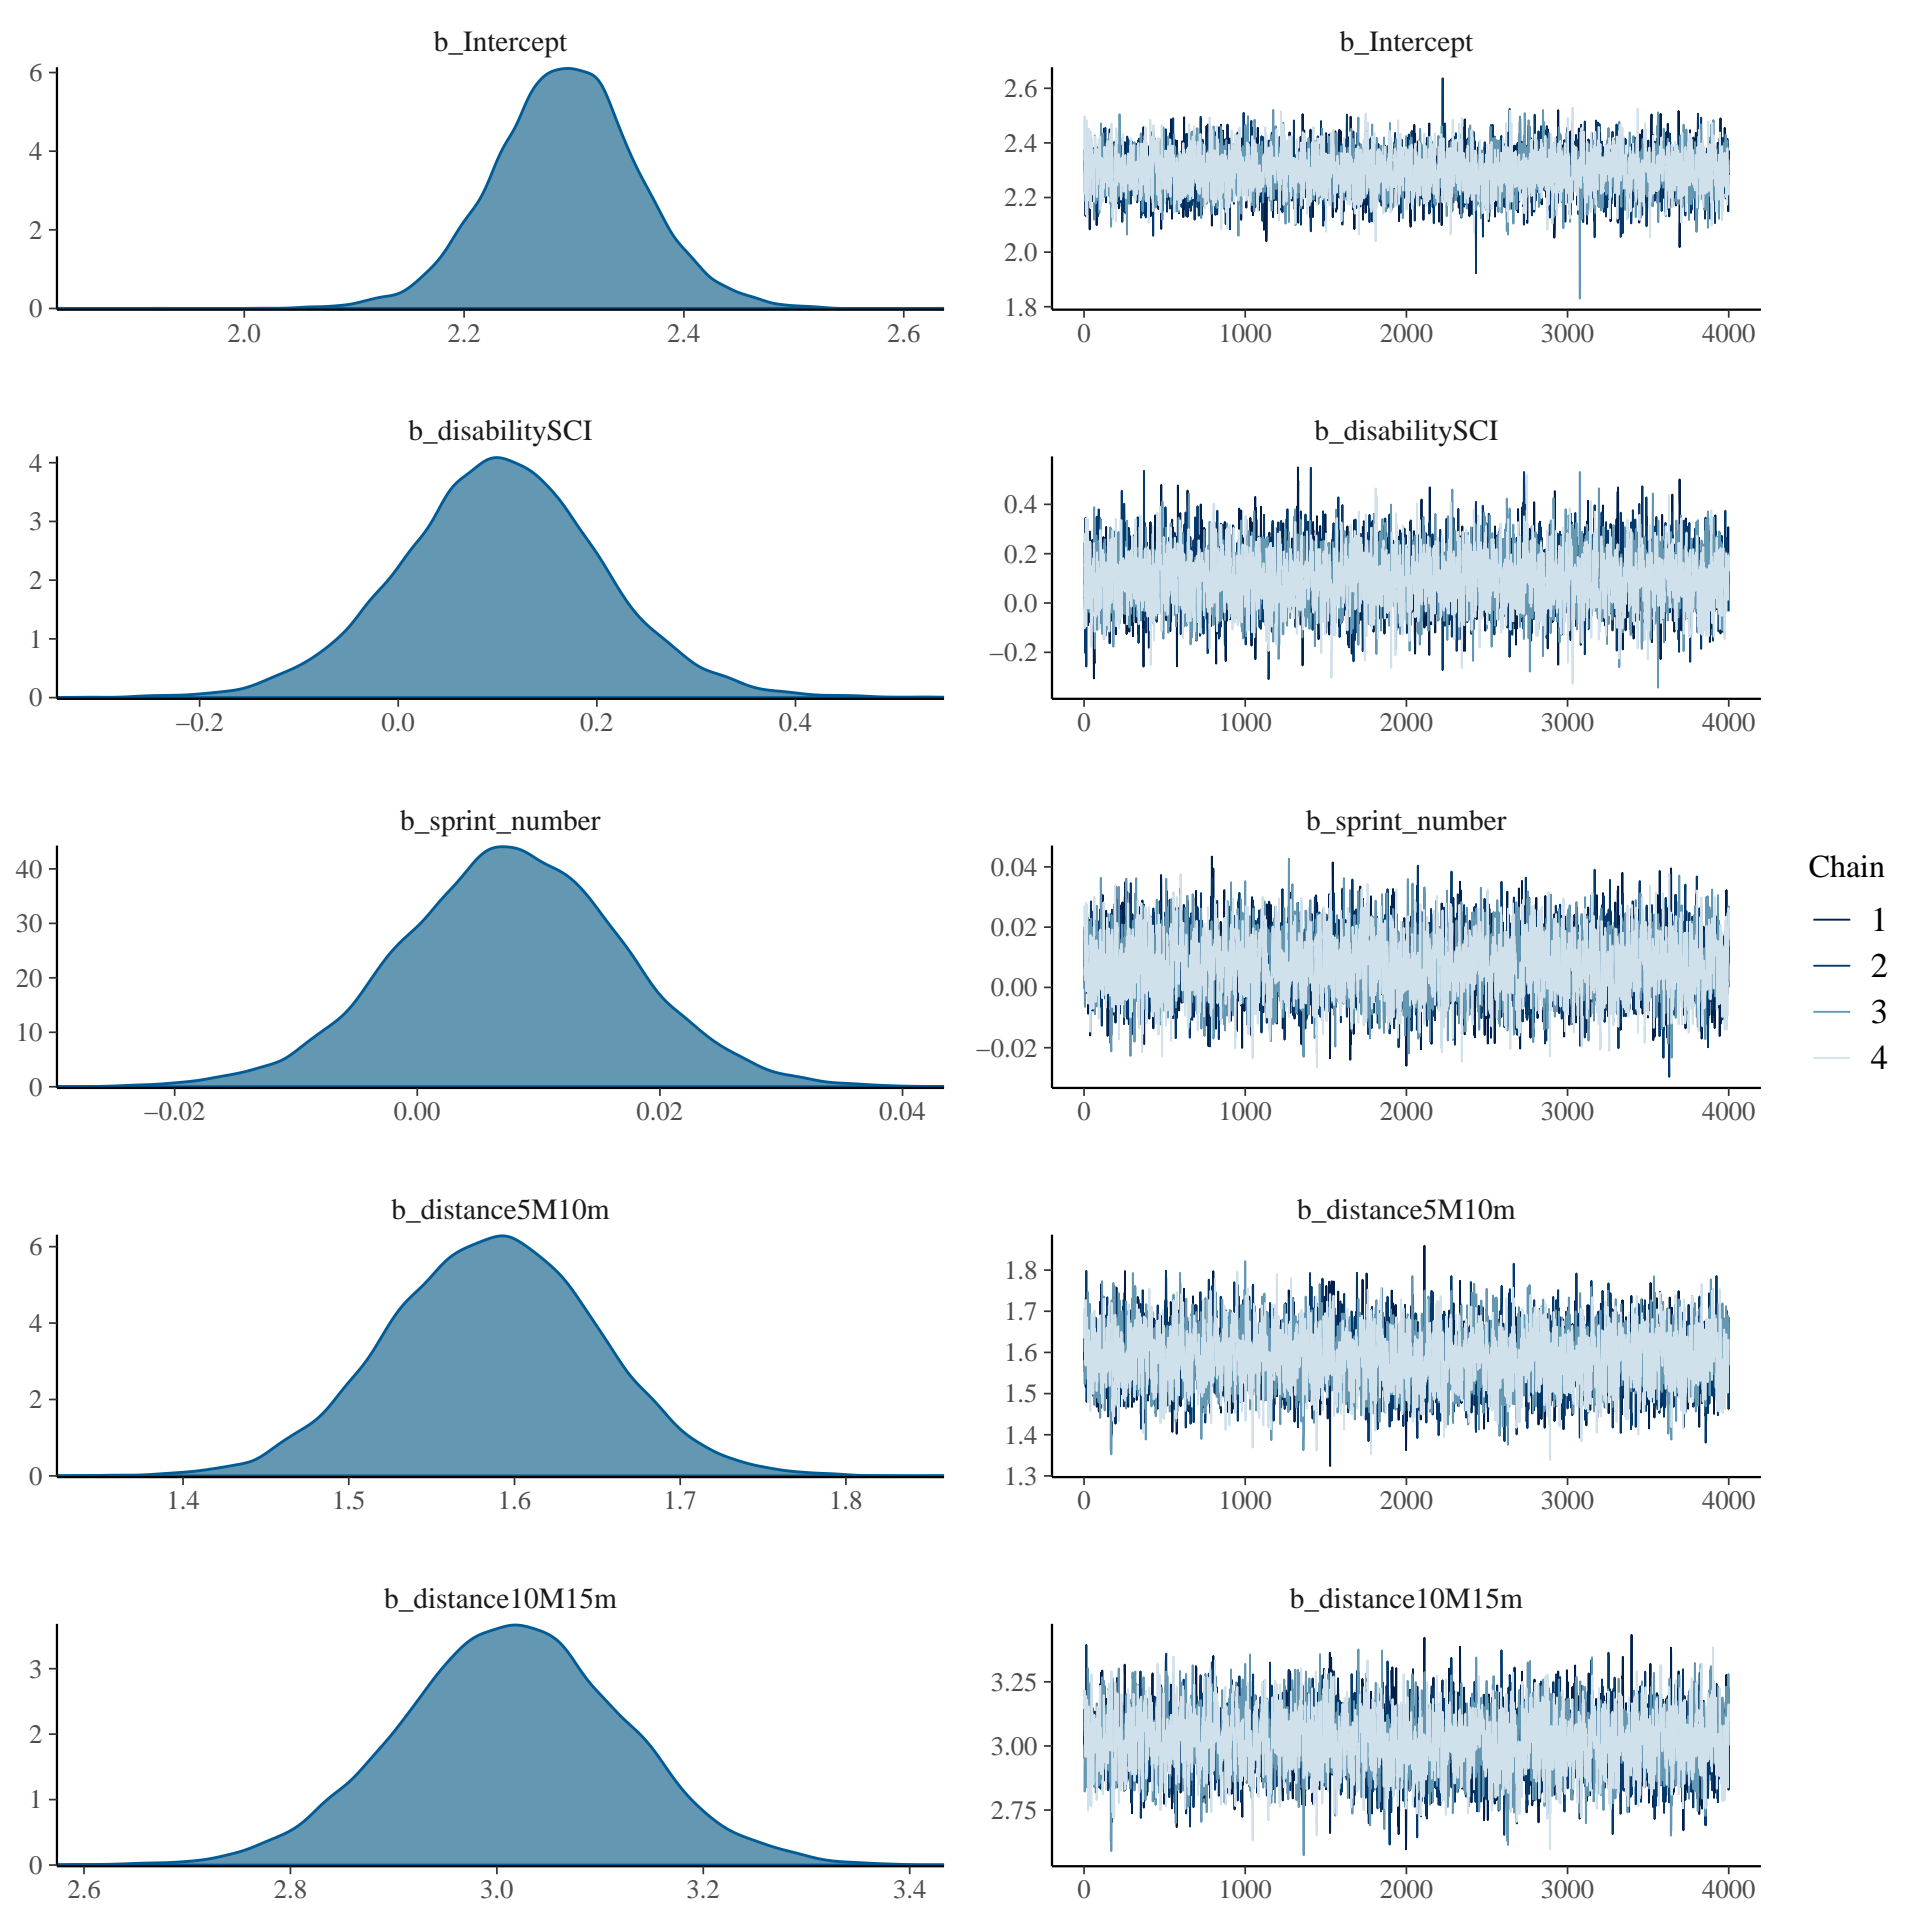 b_Intercept
b_Intercept
6
4
2
0
2.0 2.2 2.4 2.6
2.6
2.4
2.2
2.0
1.8
0 1000 2000 3000 4000
b_disabilitySCI
b_disabilitySCI
4
3
2
1
0
−0.2 0.0 0.2 0.4
0.4
0.2
0.0
−0.2
0 1000 2000 3000 4000
b_sprint_number
b_sprint_number
40
30
20
10
0
−0.02 0.00 0.02 0.04
0.04
0.02
0.00
−0.02
0 1000 2000 3000 4000
Chain
1
2
3
4
b_distance5M10m
b_distance5M10m
6
4
2
0
1.4 1.5 1.6 1.7 1.8
1.8
1.7
1.6
1.5
1.4
1.3
0 1000 2000 3000 4000
b_distance10M15m
b_distance10M15m
3
2
1
0
2.6 2.8 3.0 3.2 3.4
3.25
3.00
2.75
0 1000 2000 3000 4000